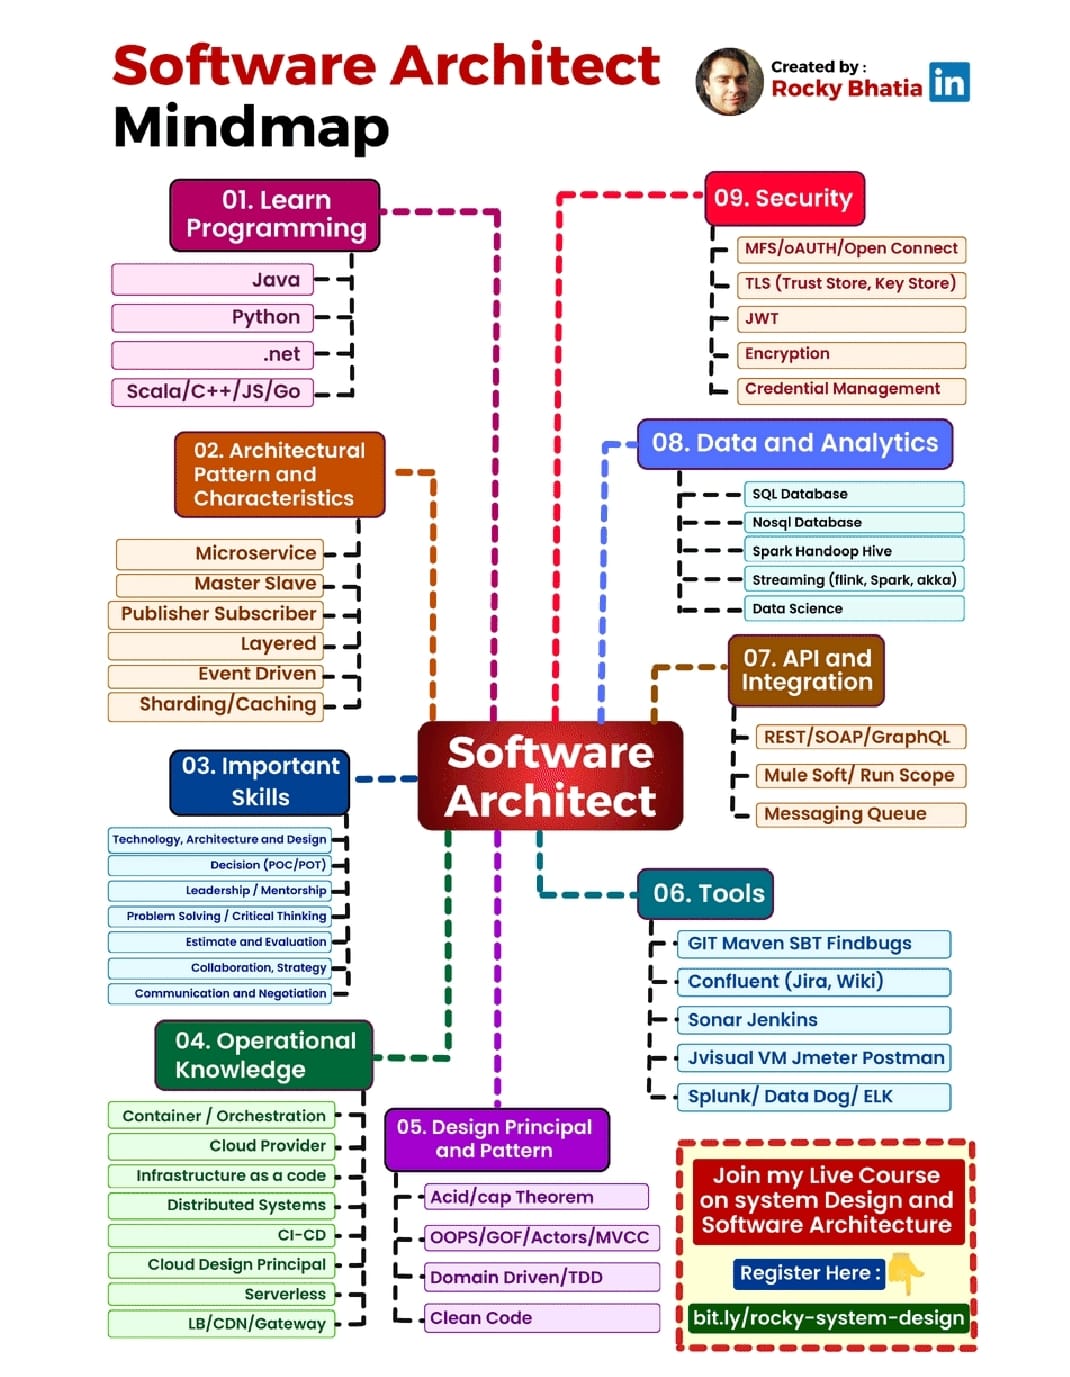 Software Architect
Mindmap
Created by :
Rocky Bhatia
in
01. Learn
Programming
Java
Python
.net
Scala/C++/JS/Go
02. Architectural
Pattern and
Characteristics
Microservice
Master Slave
Publisher Subscriber
Layered
Event Driven
Sharding/Caching
03. Important
Skills
Technology, Architecture and Design
Decision (POC/POT)
Leadership / Mentorship
Problem Solving / Critical Thinking
Estimate and Evaluation
Collaboration, Strategy
Communication and Negotiation
04. Operational
Knowledge
Container / Orchestration
Cloud Provider
Infrastructure as a code
Distributed Systems
CI-CD
Cloud Design Principal
Serverless
LB/CDN/Gateway
Software
Architect
05. Design Principal
and Pattern
Acid/cap Theorem
OOPS/GOF/Actors/MVCC
Domain Driven/TDD
Clean Code
09. Security
MFS/oAUTH/Open Connect
TLS (Trust Store, Key Store)
JWT
Encryption
Credential Management
08. Data and Analytics
SQL Database
Nosql Database
Spark Handoop Hive
Streaming (flink, Spark, akka)
Data Science
07. API and
Integration
REST/SOAP/GraphQL
Mule Soft/ Run Scope
Messaging Queue
06. Tools
GIT Maven SBT Findbugs
Confluent (Jira, Wiki)
Sonar Jenkins
Jvisual VM Jmeter Postman
Splunk/ Data Dog/ ELK
Join my Live Course
on system Design and
Software Architecture
Register Here :
bit.ly/rocky-system-design